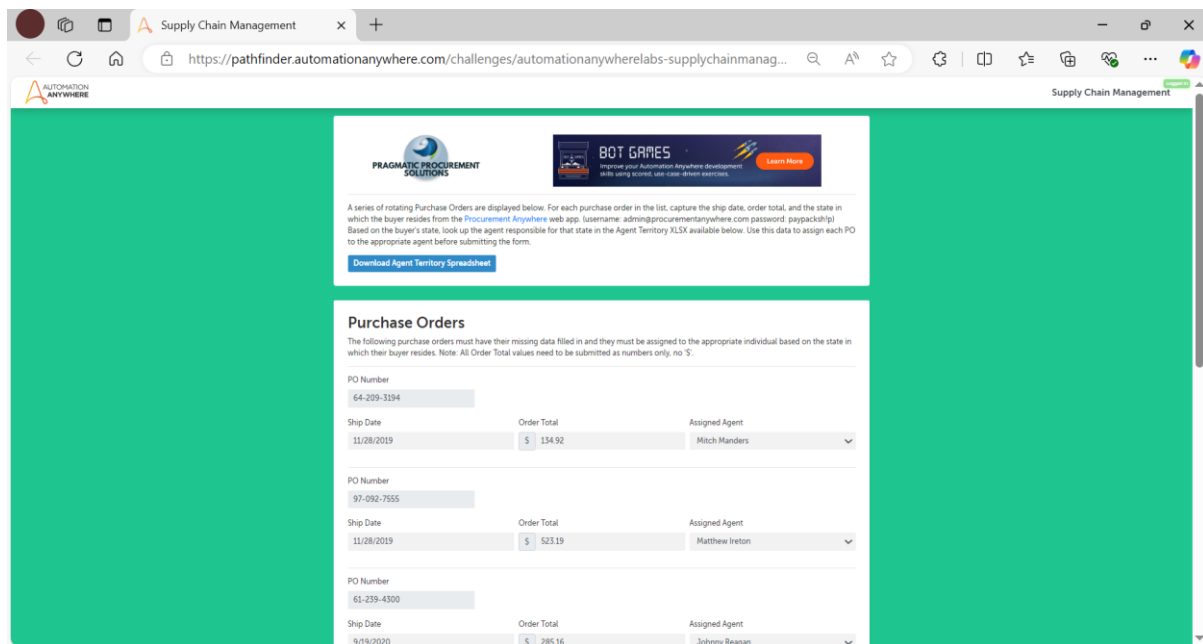 Supply Chain Management
https://pathfinder.automationanywhere.com/challenges/automationanywherelabs-supplychainmanag...
AUTOMATION
ANYWHERE
Supply Chain Management
PRAGMATIC PROCUREMENT
SOLUTIONS
BOT GAMES
Improve your Automation Anywhere development
skills using scored, use-case-driven exercises.
Learn More
A series of rotating Purchase Orders are displayed below. For each purchase order in the list, capture the ship date, order total, and the state in
which the buyer resides from the Procurement Anywhere web app. (username: admin@procurementanywhere.com password: paypacksh!p)
Based on the buyer's state, look up the agent responsible for that state in the Agent Territory XLSX available below. Use this data to assign each PO
to the appropriate agent before submitting the form.
Download Agent Territory Spreadsheet
Purchase Orders
The following purchase orders must have their missing data filled in and they must be assigned to the appropriate individual based on the state in
which their buyer resides. Note: All Order Total values need to be submitted as numbers only, no '$'.
PO Number
64-209-3194
Ship Date Order Total Assigned Agent
11/28/2019 $ 134.92 Mitch Manders
PO Number
97-092-7555
Ship Date Order Total Assigned Agent
11/28/2019 $ 523.19 Matthew Ireton
PO Number
61-239-4300
Ship Date Order Total Assigned Agent
9/19/2020 $ 285.16 Johnny Reagan